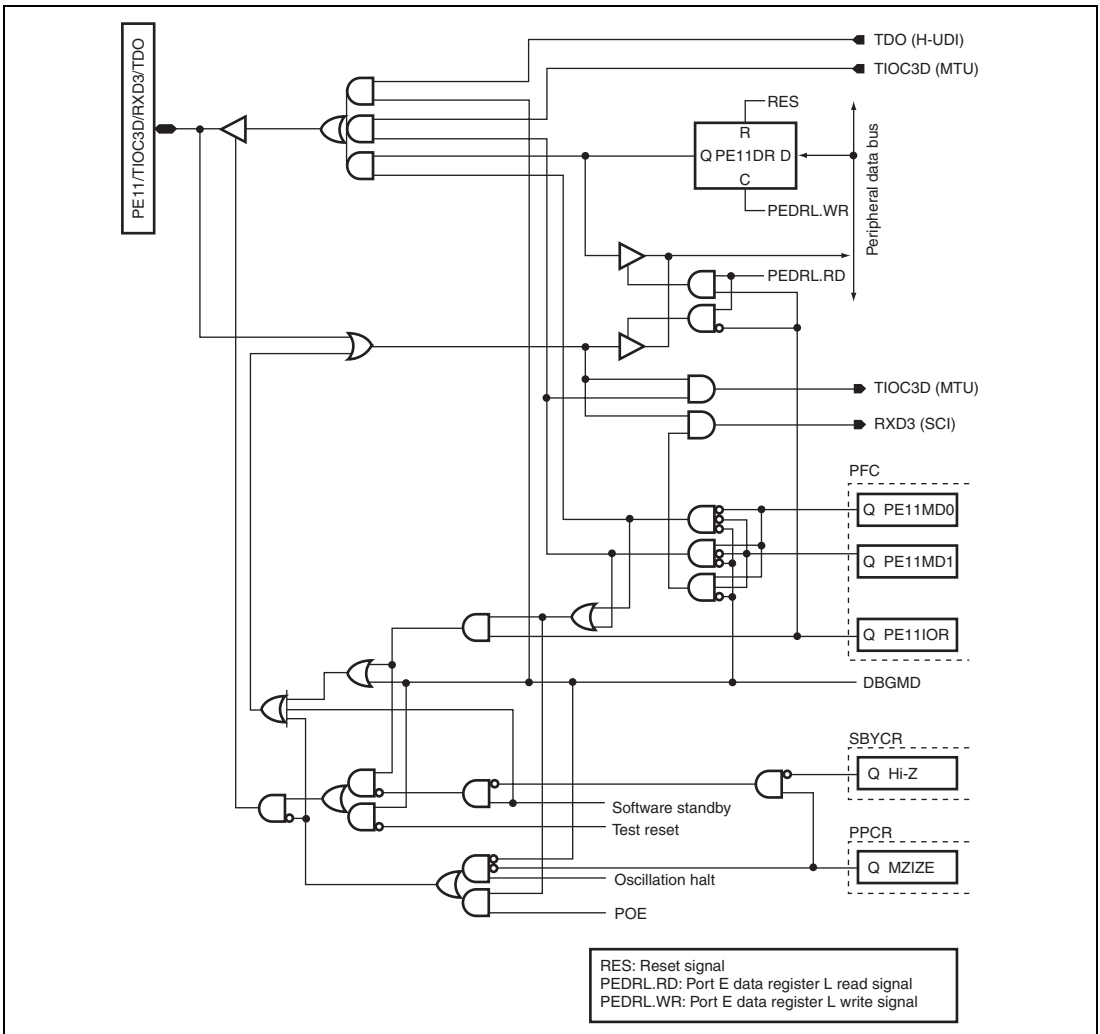 PE11/TIOC3D/RXD3/TDO
TDO (H-UDI)
TIOC3D (MTU)
RES
R
Q PE11DR D
C
PEDRL.WR
Peripheral data bus
PEDRL.RD
TIOC3D (MTU)
RXD3 (SCI)
PFC
Q PE11MD0
Q PE11MD1
Q PE11IOR
DBGMD
SBYCR
Q Hi-Z
Software standby
Test reset
PPCR
Q MZIZE
Oscillation halt
POE
RES: Reset signal
PEDRL.RD: Port E data register L read signal
PEDRL.WR: Port E data register L write signal